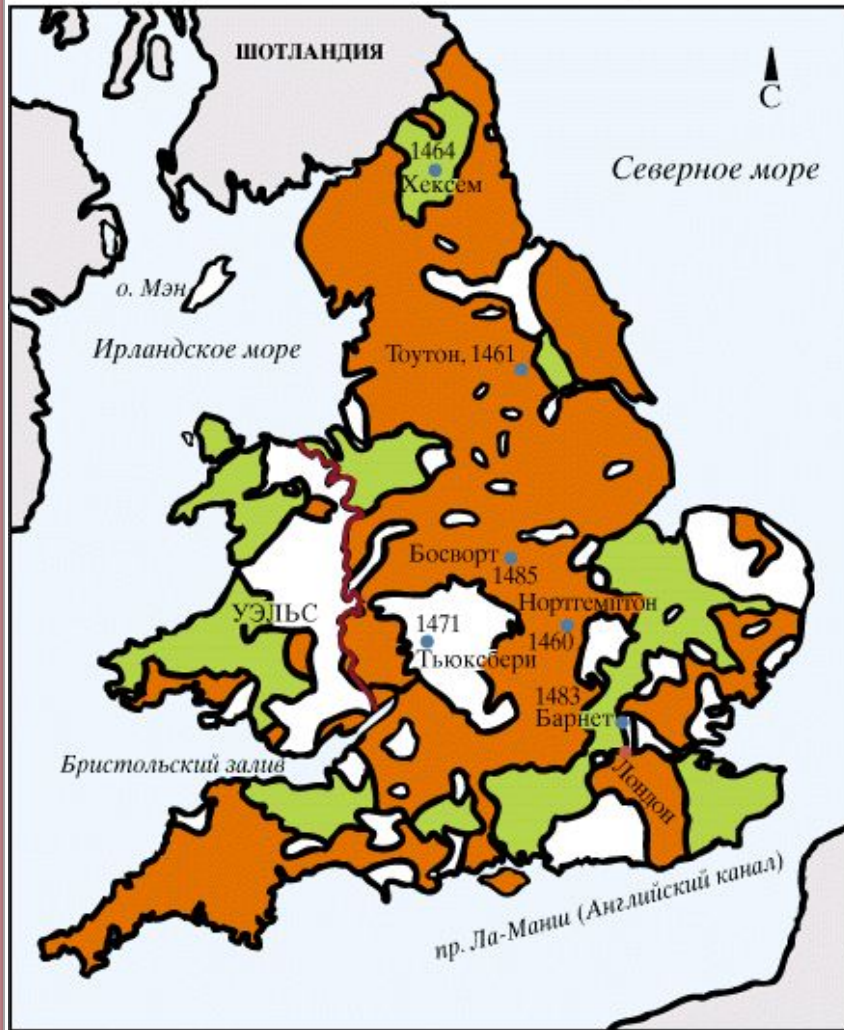 ШОТЛАНДИЯ
С
1464
Хексем
Северное море
о. Мэн
Ирландское море
Тоутон, 1461
Босворт
1485
Нортгемптон
1460
УЭЛЬС
1471
Тьюксбери
1483
Барнет
Лондон
Бристольский залив
пр. Ла-Манш (Английский канал)